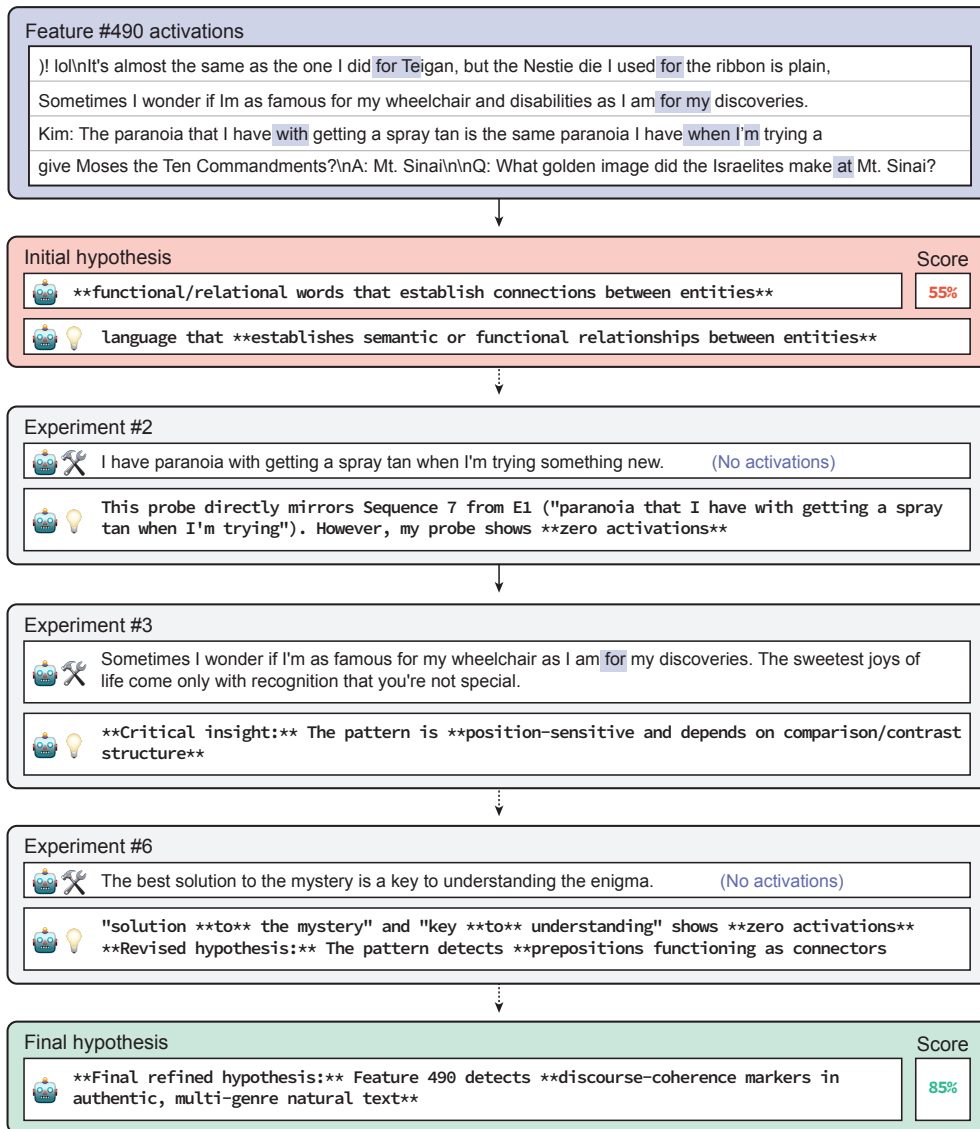 Feature #490 activations
)! lol\nIt's almost the same as the one I did for Teigan, but the Nestie die I used for the ribbon is plain,
Sometimes I wonder if Im as famous for my wheelchair and disabilities as I am for my discoveries.
Kim: The paranoia that I have with getting a spray tan is the same paranoia I have when I'm trying a
give Moses the Ten Commandments?\nA: Mt. Sinai\n\nQ: What golden image did the Israelites make at Mt. Sinai?
Initial hypothesis
Score
**functional/relational words that establish connections between entities**
55%
language that **establishes semantic or functional relationships between entities**
Experiment #2
I have paranoia with getting a spray tan when I'm trying something new. (No activations)
This probe directly mirrors Sequence 7 from E1 ("paranoia that I have with getting a spray
tan when I'm trying"). However, my probe shows **zero activations**
Experiment #3
Sometimes I wonder if I'm as famous for my wheelchair as I am for my discoveries. The sweetest joys of
life come only with recognition that you're not special.
**Critical insight:** The pattern is **position-sensitive and depends on comparison/contrast
structure**
Experiment #6
The best solution to the mystery is a key to understanding the enigma. (No activations)
"solution **to** the mystery" and "key **to** understanding" shows **zero activations**
**Revised hypothesis:** The pattern detects **prepositions functioning as connectors
Final hypothesis
Score
**Final refined hypothesis:** Feature 490 detects **discourse-coherence markers in
authentic, multi-genre natural text**
85%